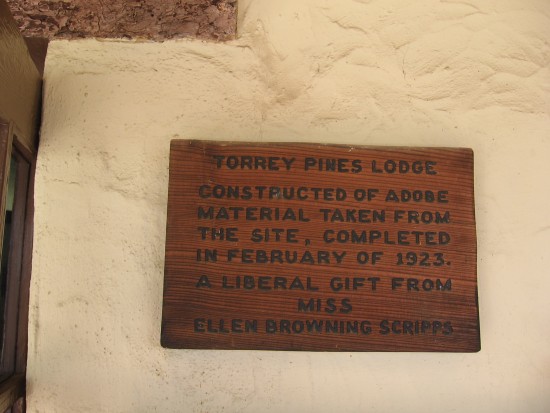 TORREY PINES LODGE
CONSTRUCTED OF ADOBE
MATERIAL TAKEN FROM
THE SITE, COMPLETED
IN FEBRUARY OF 1923.
A LIBERAL GIFT FROM
MISS
ELLEN BROWNING SCRIPPS